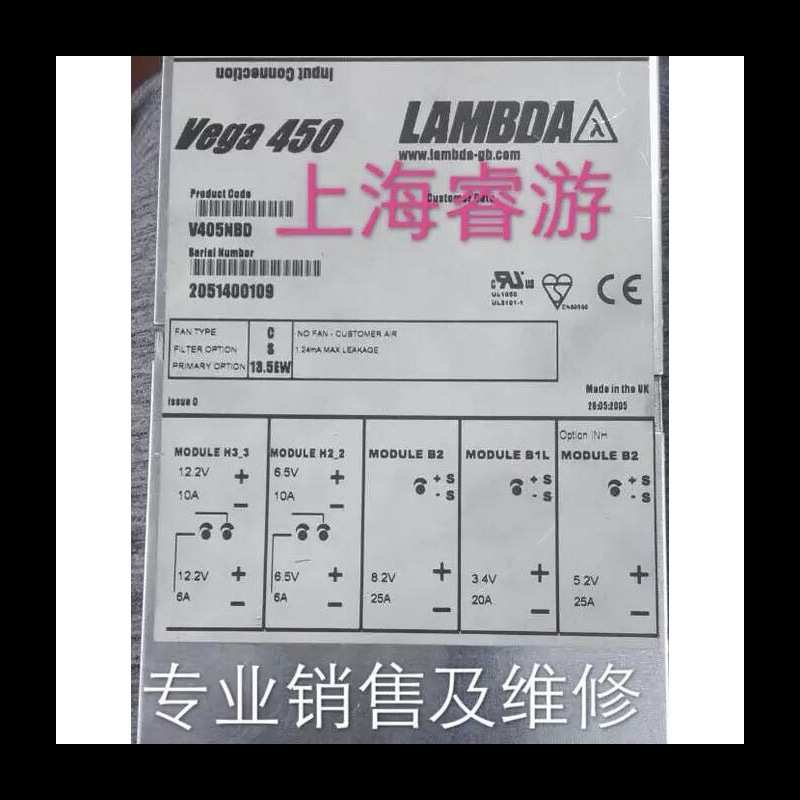 Input Connection
Vega 450
LAMBDA
www.lambda-gb.com
Product Code
Customer Data
上海睿游
V405NBD
Serial Number
2051400109
c UR us
UL1950
CE
FAN TYPE C NO FAN - CUSTOMER AIR
FILTER OPTION S 1.24mA MAX LEAKAGE
PRIMARY OPTION 13.5EW
Made in the UK
Issue 0
26:05:2005
Option INH
MODULE H3_3 MODULE H2_2 MODULE B2 MODULE B1L MODULE B2
12.2V + 6.5V + + S + S + S
10A - 10A - - S - S - S
12.2V + 6.5V + 8.2V + 3.4V + 5.2V +
6A - 6A - 25A - 20A - 25A -
专业销售及维修